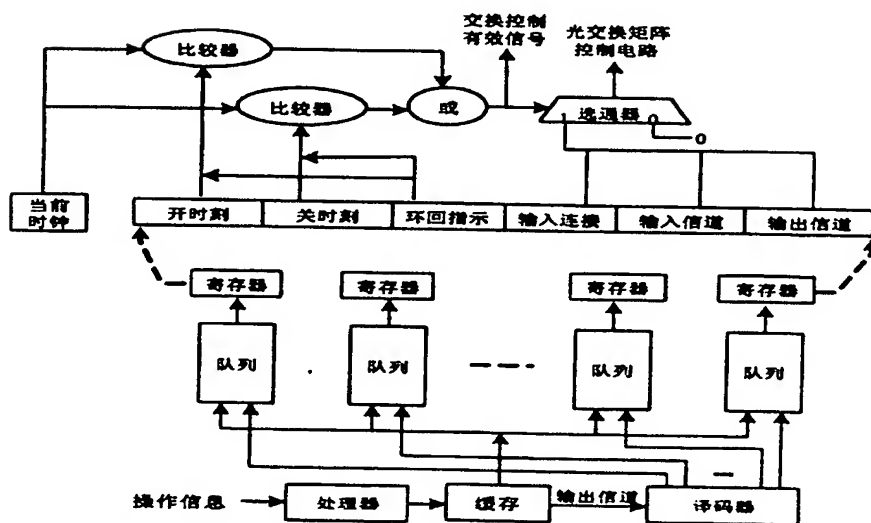 交换控制
有效信号
光交换矩阵
控制电路
比较器
比较器
或
选通器
1
0
0
当前
时钟
开时刻
关时刻
环回指示
输入连接
输入信道
输出信道
寄存器
寄存器
寄存器
寄存器
队列
队列
队列
队列
操作信息
处理器
缓存
输出信道
译码器